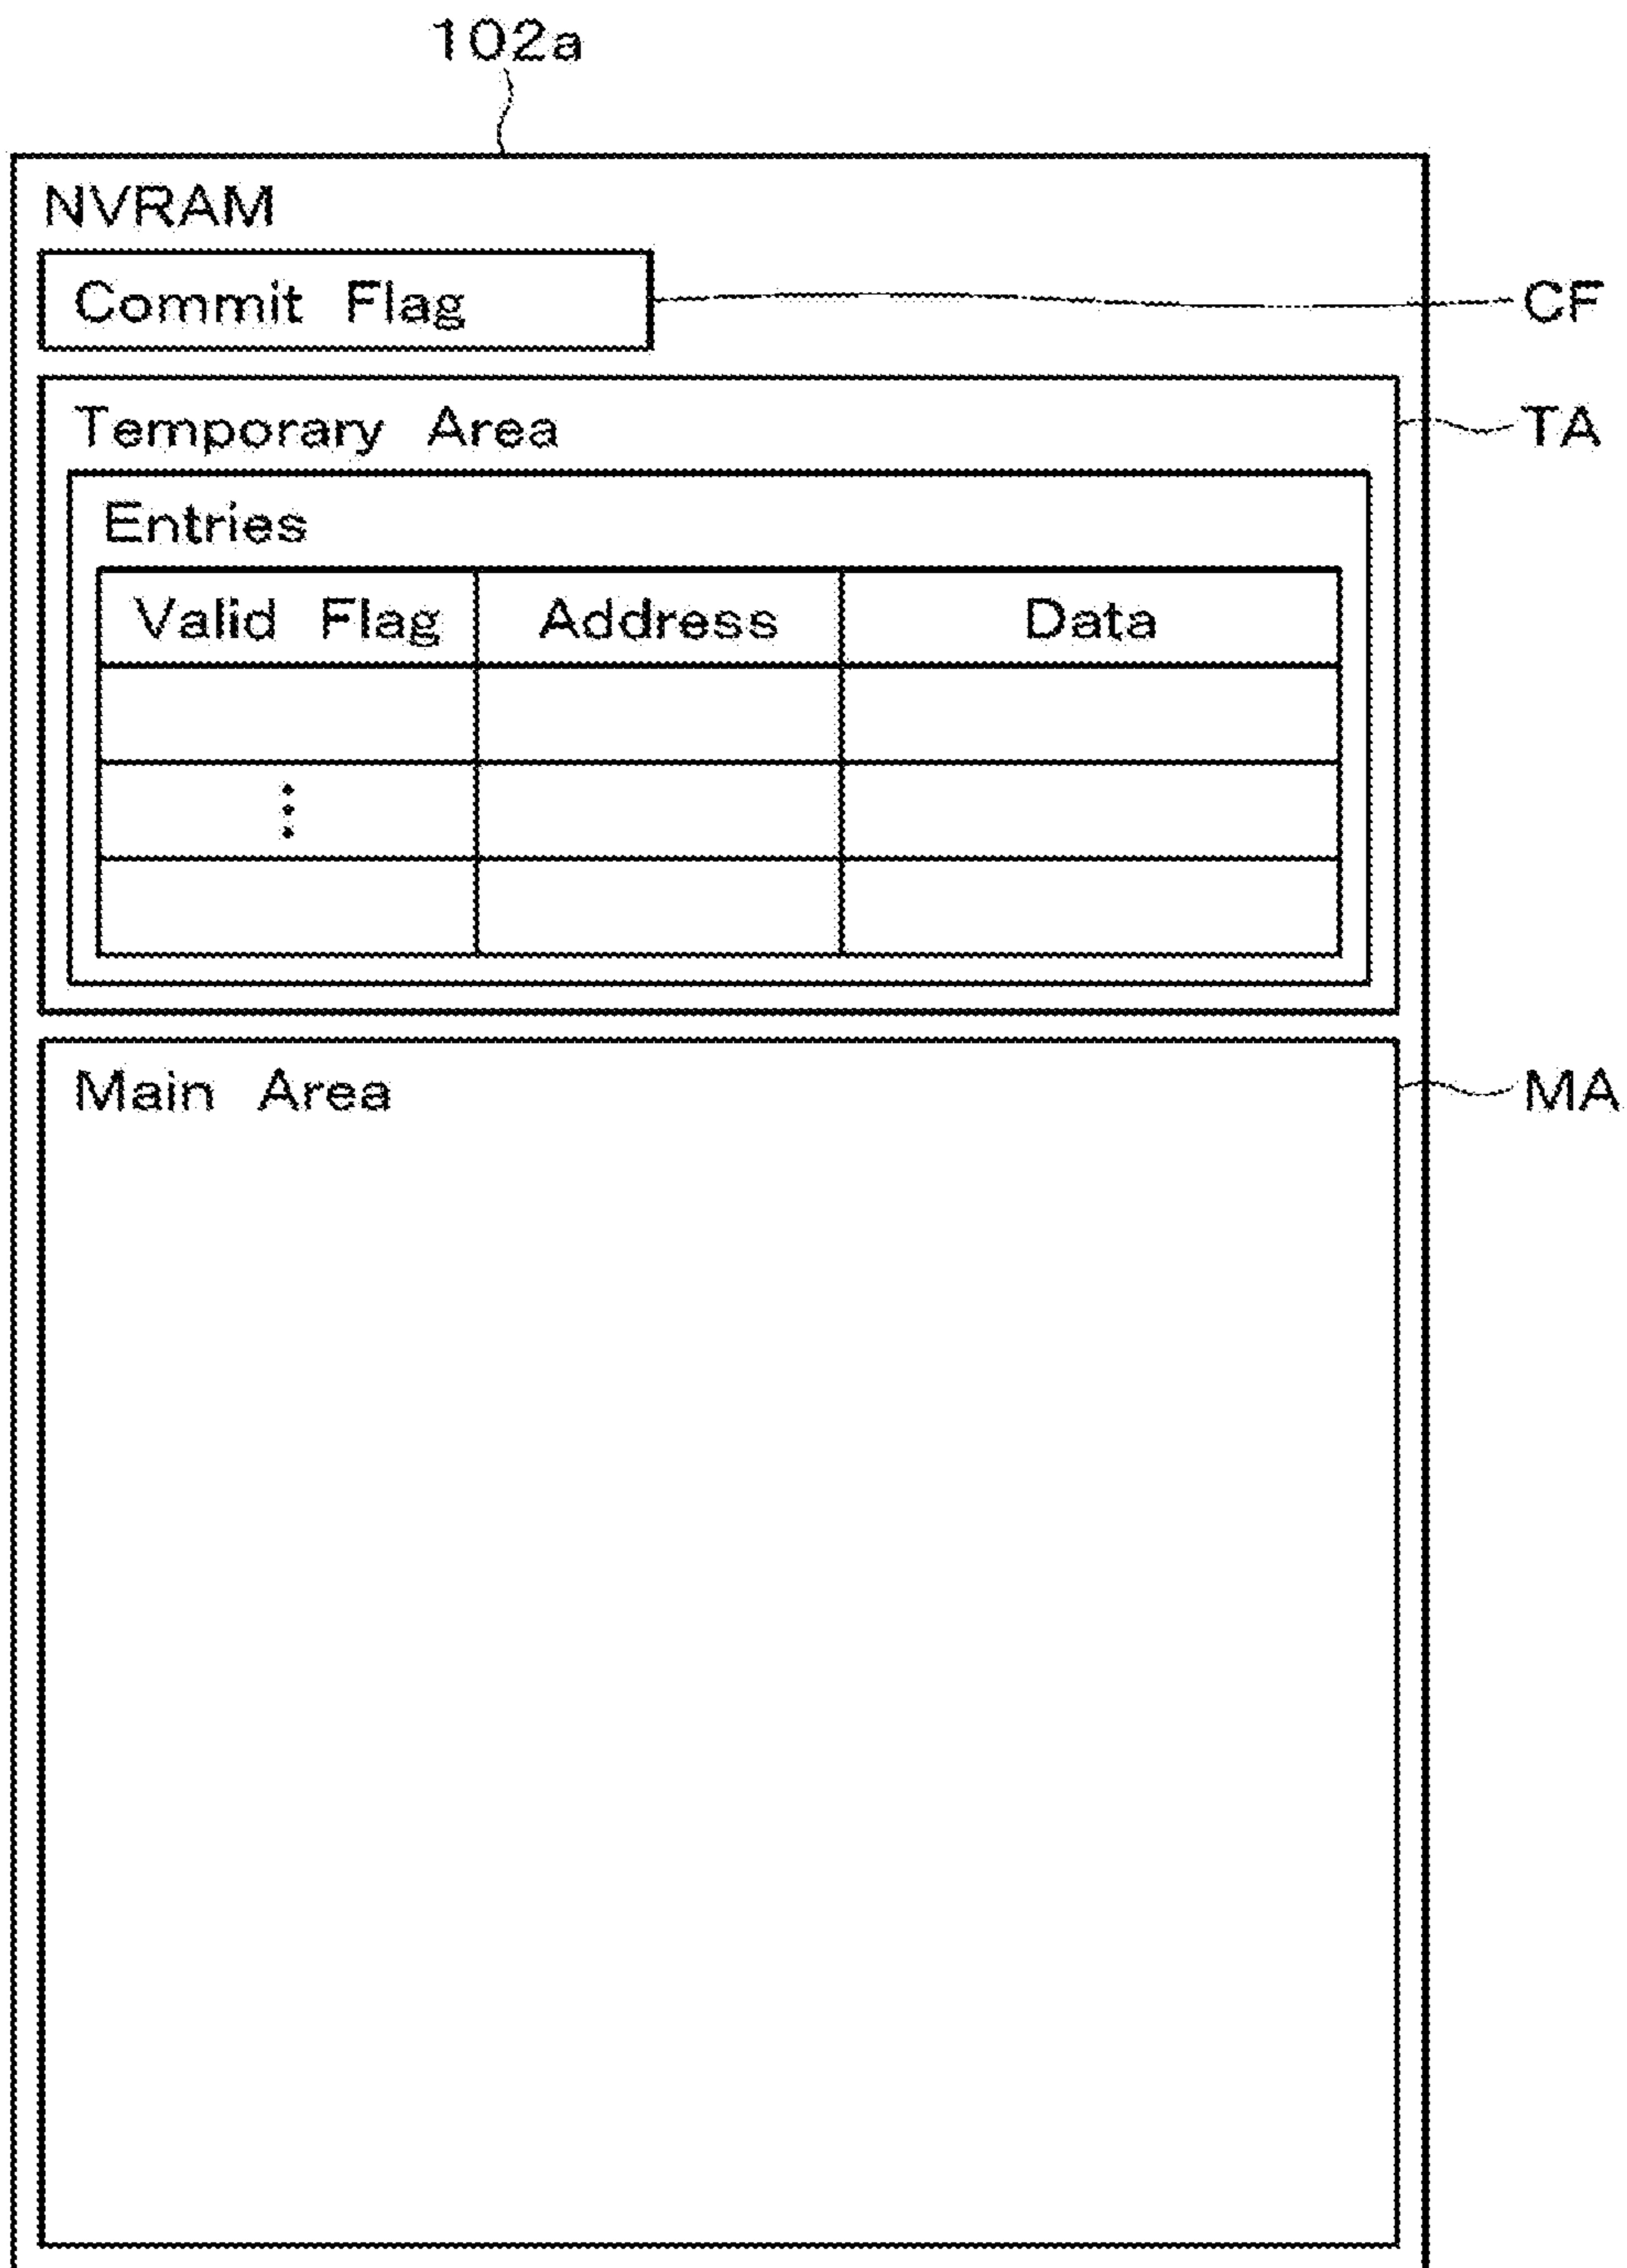 102a
NVRAM
Commit Flag
CF
Temporary Area
TA
Entries
Valid Flag Address Data
⋮
Main Area
MA